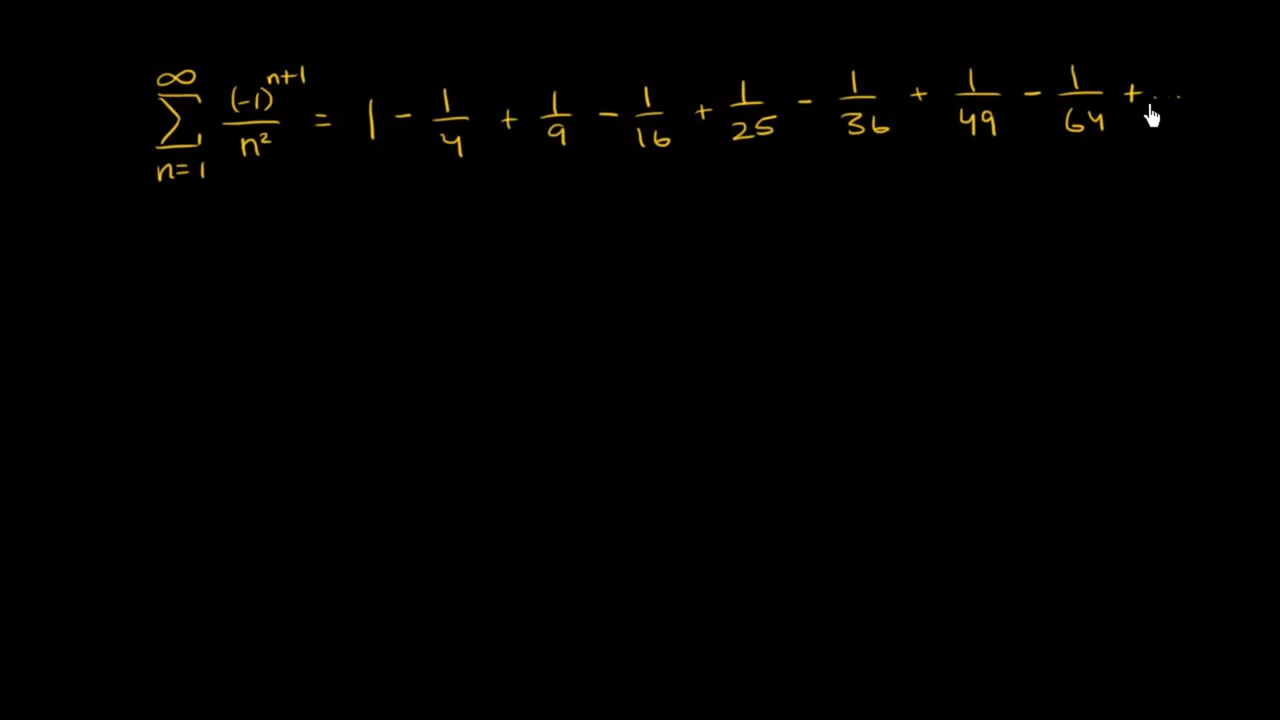 ∞∑n=1 (-1)^(n+1)/n² = 1 - 1/4 + 1/9 - 1/16 + 1/25 - 1/36 + 1/49 - 1/64 + ...